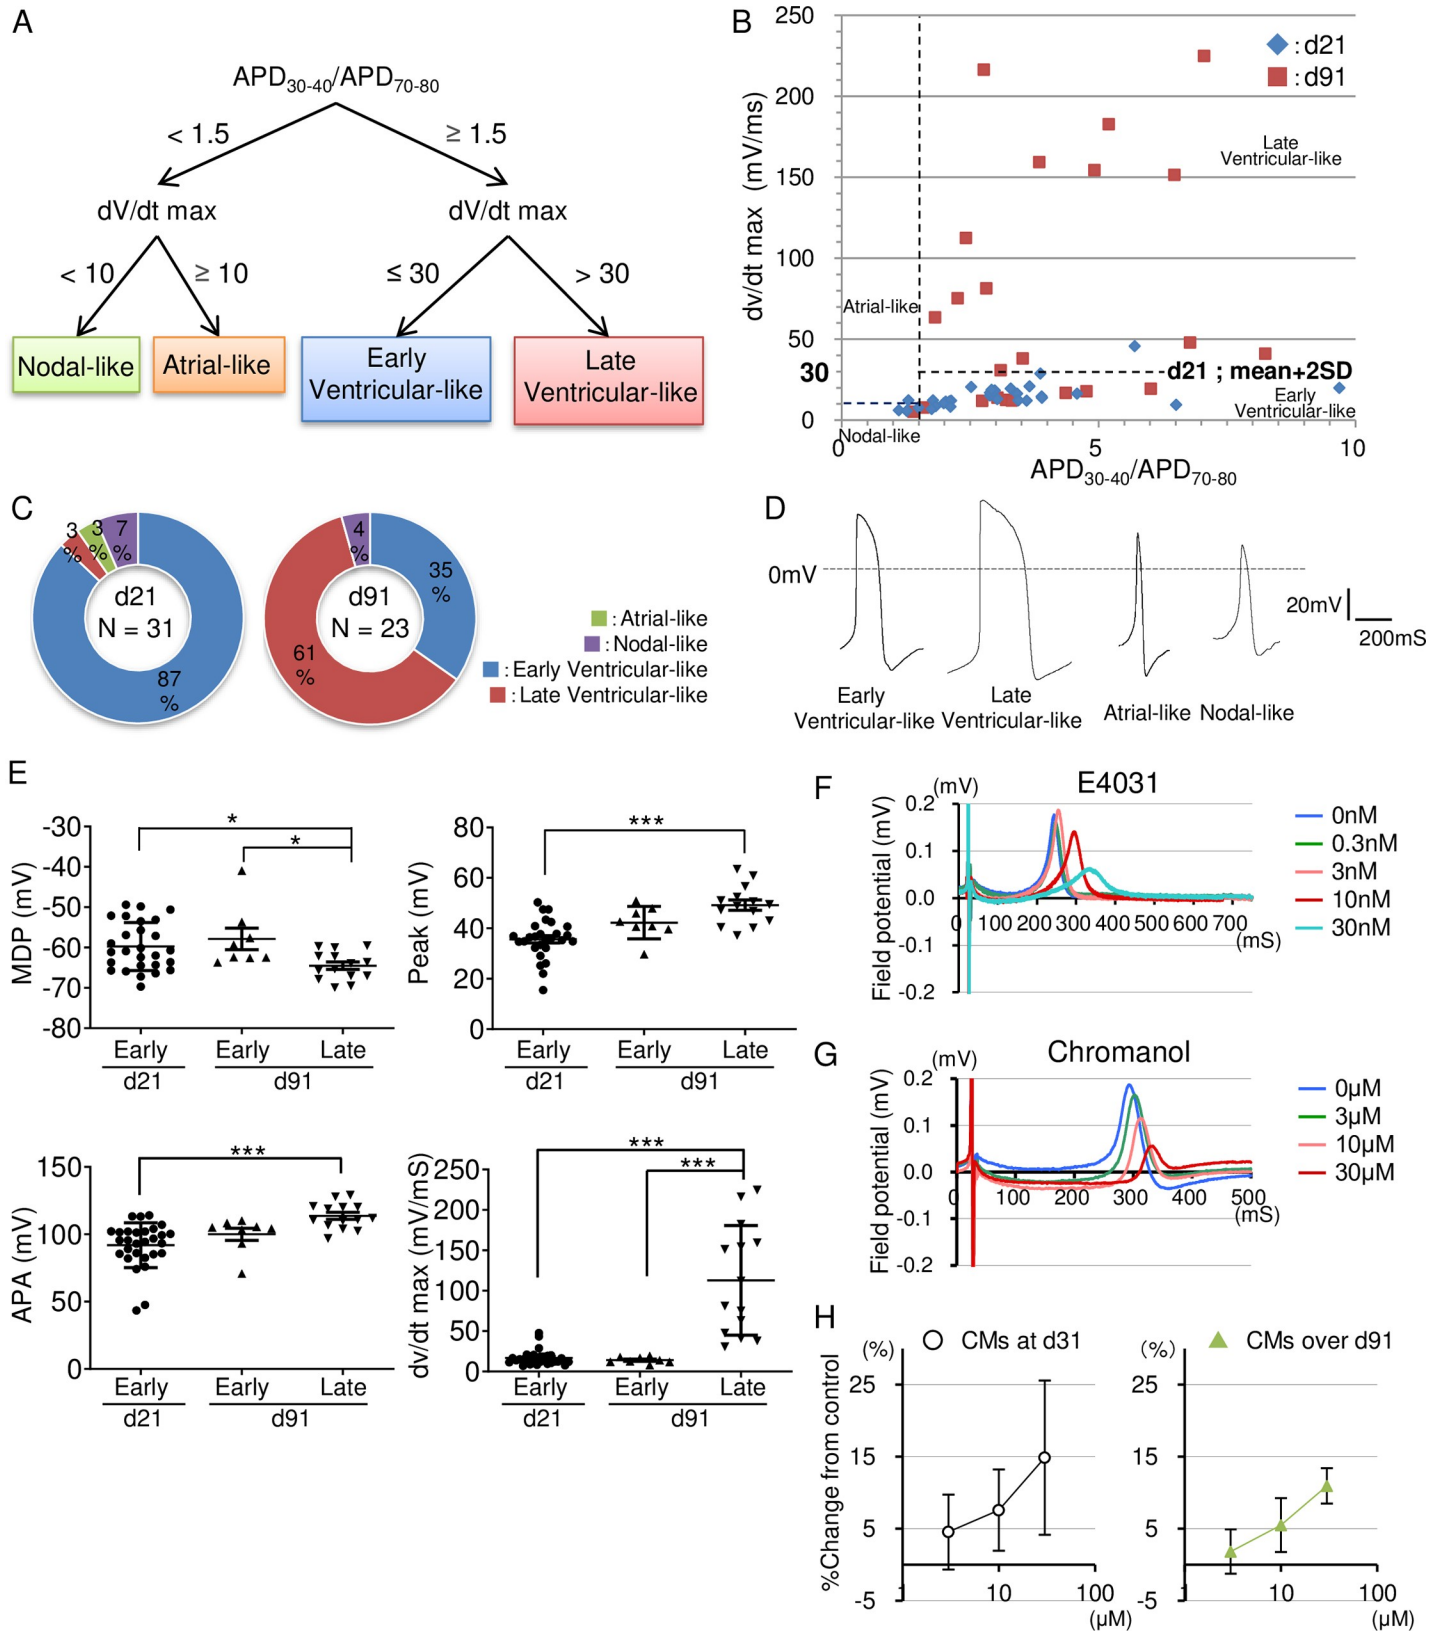 A
APD30-40/APD70-80
< 1.5
≥ 1.5
dV/dt max
dV/dt max
< 10
≥ 10
≤ 30
> 30
Nodal-like
Atrial-like
Early
Ventricular-like
Late
Ventricular-like
B
dv/dt max (mV/ms)
250
200
150
100
50
30
0
: d21
: d91
Late
Ventricular-like
Atrial-like
d21 ; mean+2SD
Early
Ventricular-like
Nodal-like
0
5
10
APD30-40/APD70-80
C
3
%
3
%
7
%
d21
N = 31
87
%
4
%
35
%
d91
N = 23
61
%
: Atrial-like
: Nodal-like
: Early Ventricular-like
: Late Ventricular-like
D
0mV
20mV
200mS
Early
Ventricular-like
Late
Ventricular-like
Atrial-like
Nodal-like
E
MDP (mV)
-30
-40
-50
-60
-70
-80
*
*
Early
Early
Late
d21
d91
Peak (mV)
80
60
40
20
0
***
Early
Early
Late
d21
d91
APA (mV)
150
100
50
0
***
Early
Early
Late
d21
d91
dv/dt max (mV/mS)
250
200
150
100
50
0
***
***
Early
Early
Late
d21
d91
F
(mV)
E4031
Field potential (mV)
0.2
0.1
0.0
-0.1
-0.2
0 100 200 300 400 500 600 700
(mS)
0nM
0.3nM
3nM
10nM
30nM
G
(mV)
Chromanol
Field potential (mV)
0.2
0.1
0.0
-0.1
-0.2
0 100 200 300 400 500
(mS)
0µM
3µM
10µM
30µM
H
%Change from control
(%)
CMs at d31
25
15
5
-5
1
10
100
(µM)
(%)
CMs over d91
25
15
5
-5
1
10
100
(µM)